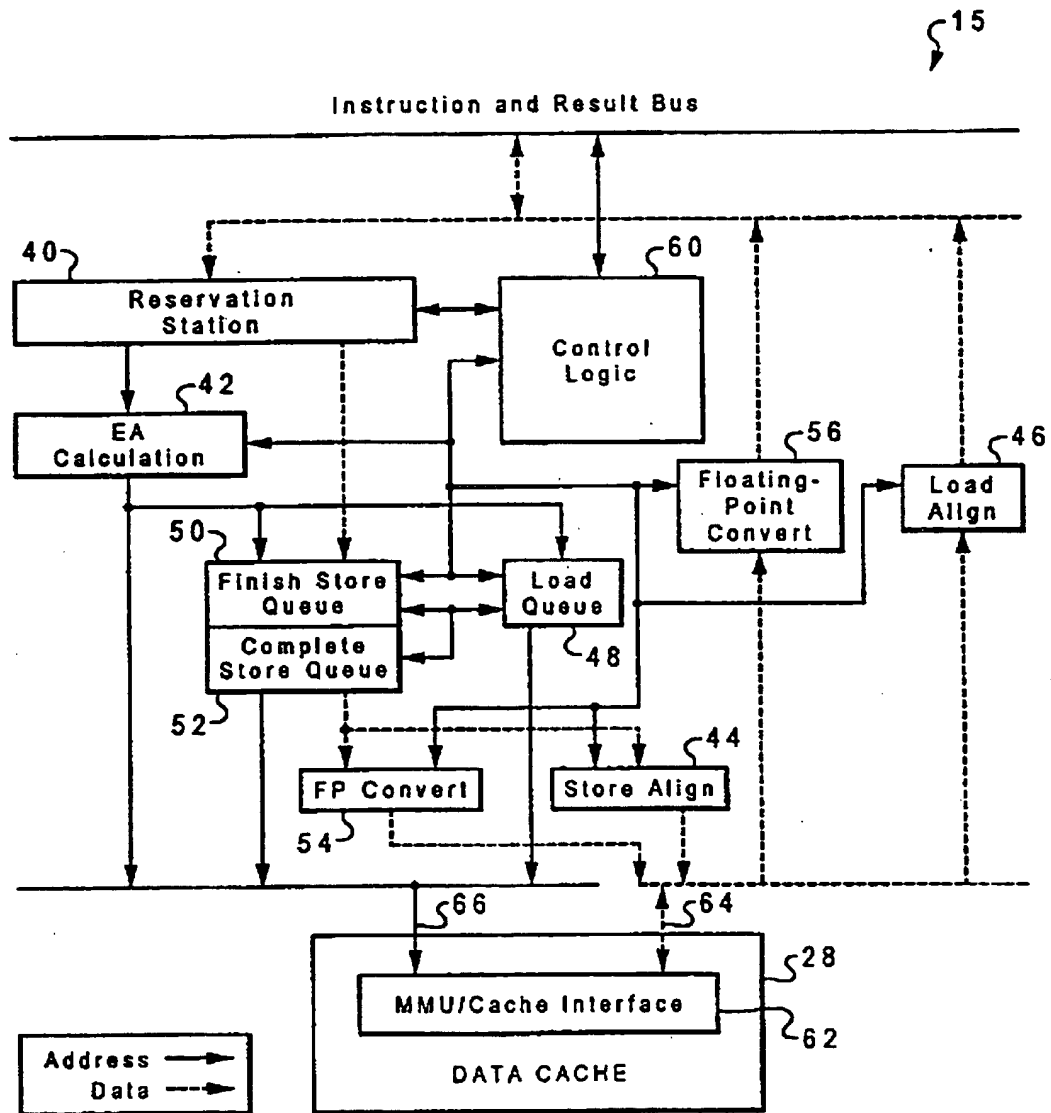 15
Instruction and Result Bus
40
Reservation
Station
60
Control
Logic
42
EA
Calculation
56
Floating-
Point
Convert
46
Load
Align
50
Finish Store
Queue
Load
Queue
48
Complete
Store Queue
52
44
FP Convert
54
Store Align
66
64
28
MMU/Cache Interface
62
DATA CACHE
Address
Data